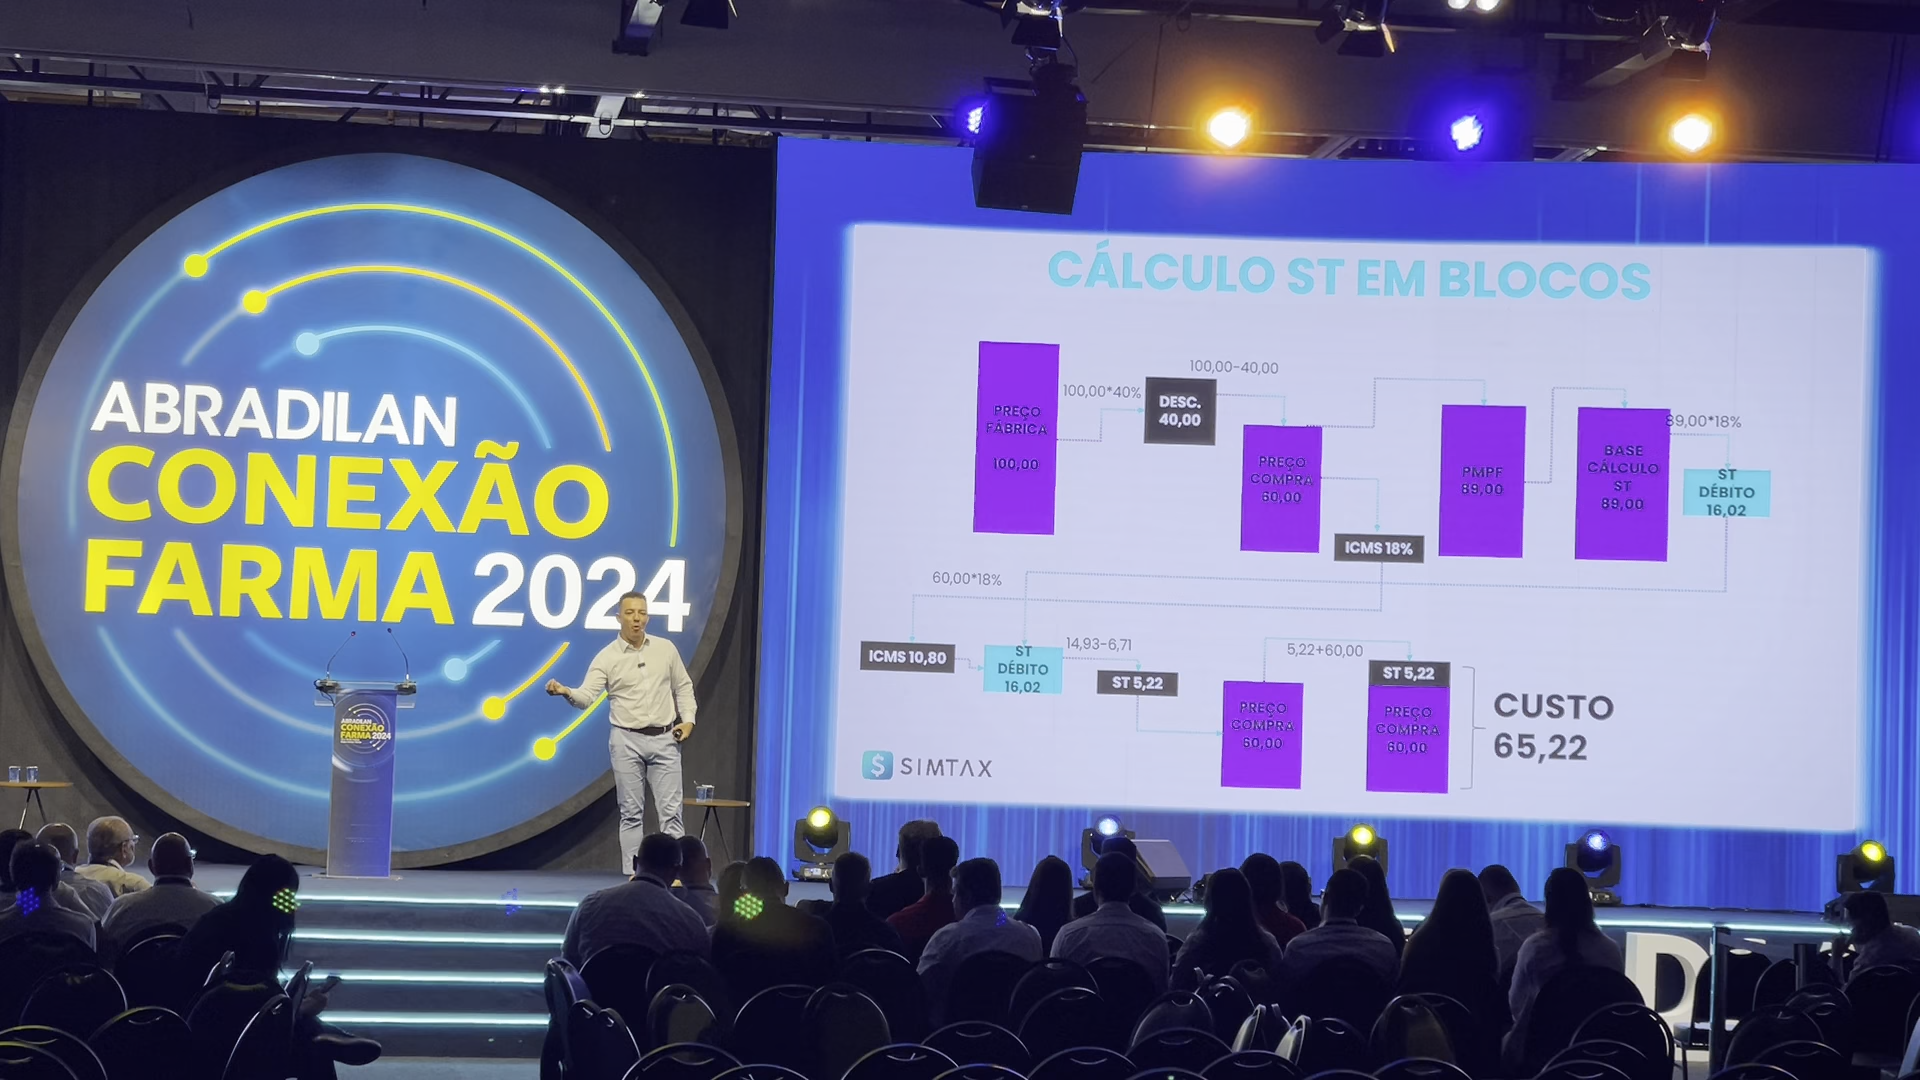 ABRADILAN
CONEXÃO
FARMA 2024
ABRADILAN
CONEXÃO
FARMA 2024
CÁLCULO ST EM BLOCOS
PREÇO
FÁBRICA
100,00
100,00*40%
DESC.
40,00
100,00-40,00
PREÇO
COMPRA
60,00
ICMS 18%
PMPF
89,00
BASE
CÁLCULO
ST
89,00
89,00*18%
ST
DÉBITO
16,02
60,00*18%
ICMS 10,80
ST
DÉBITO
16,02
14,93-6,71
ST 5,22
PREÇO
COMPRA
60,00
5,22+60,00
ST 5,22
PREÇO
COMPRA
60,00
CUSTO
65,22
$ SIMTAX
D